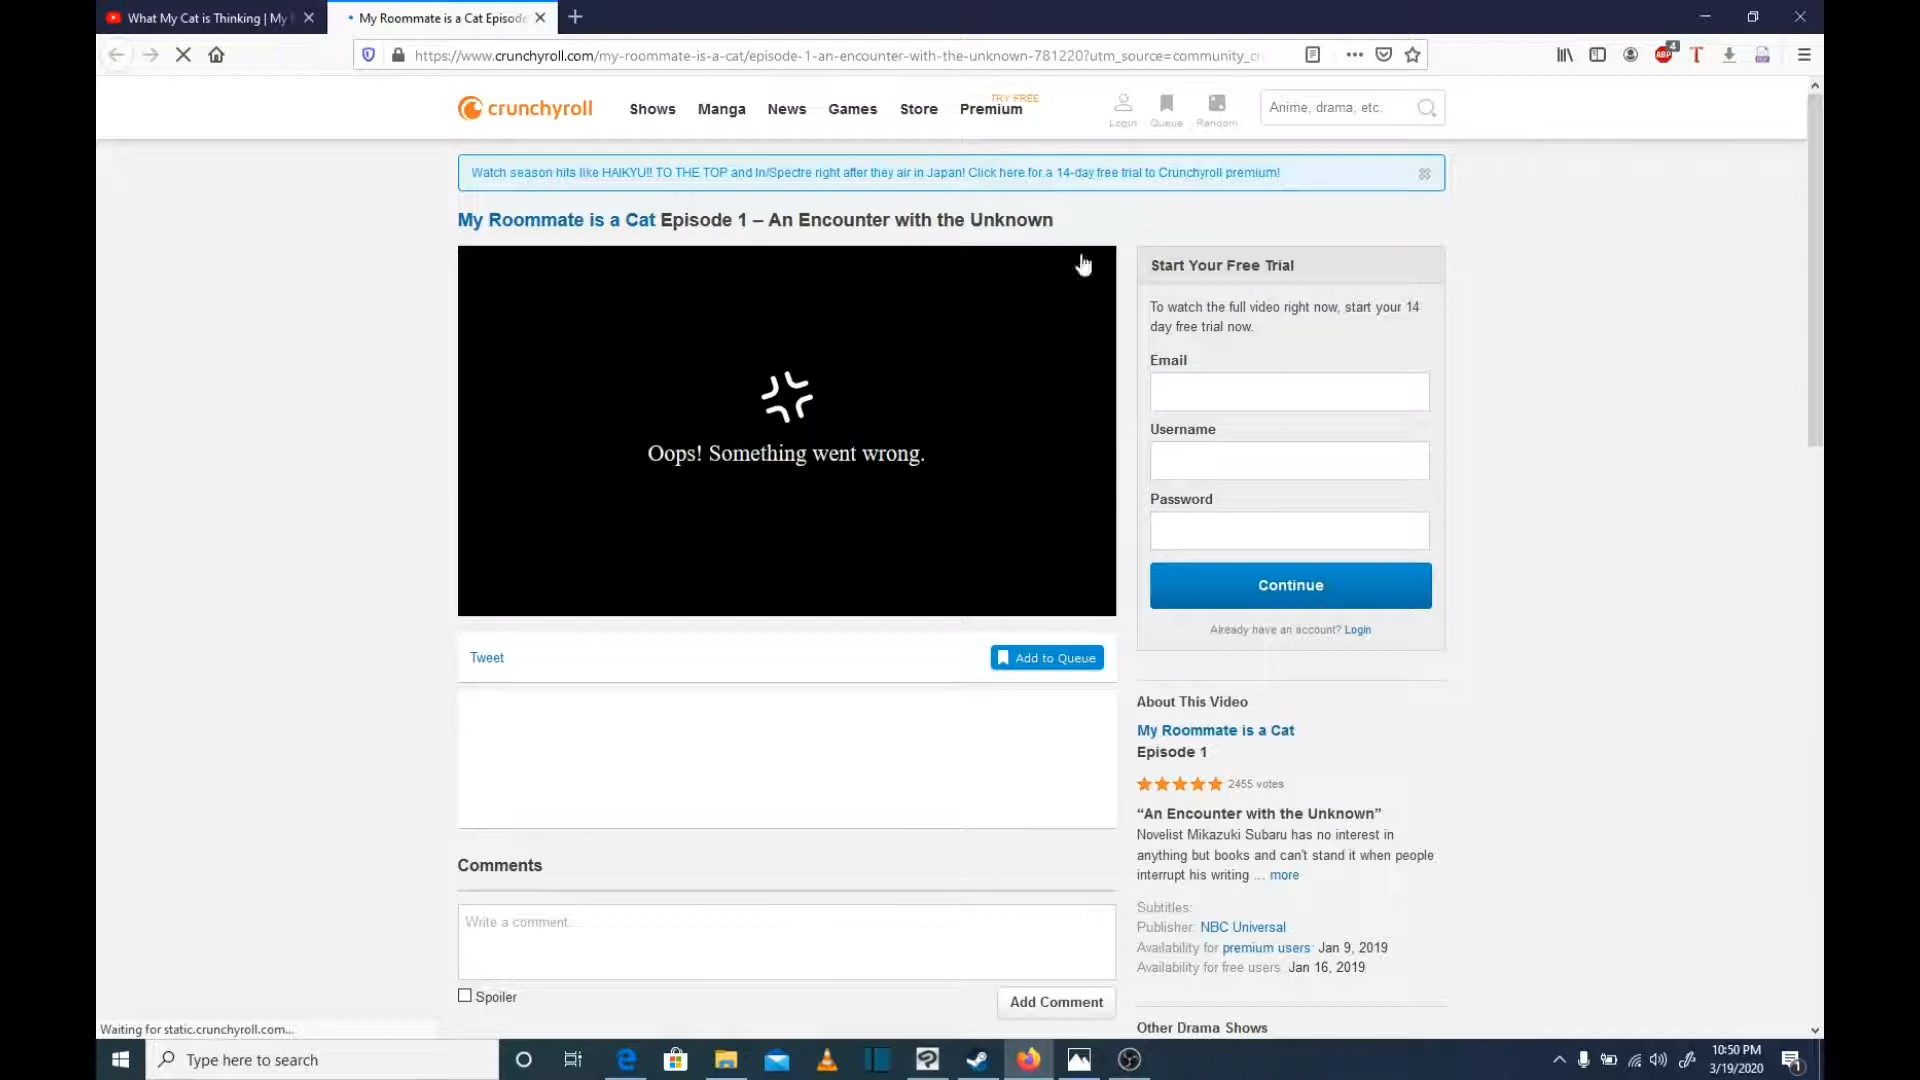 What My Cat is Thinking | My
My Roommate is a Cat Episode
https://www.crunchyroll.com/my-roommate-is-a-cat/episode-1-an-encounter-with-the-unknown-781220?utm_source=community_cr
ABP
4
T
crunchyroll
Shows
Manga
News
Games
Store
Premium
TRY FREE
Login
Queue
Random
Anime, drama, etc.
Watch season hits like HAIKYU!! TO THE TOP and In/Spectre right after they air in Japan! Click here for a 14-day free trial to Crunchyroll premium!
My Roommate is a Cat Episode 1 – An Encounter with the Unknown
Oops! Something went wrong.
Tweet
Add to Queue
Comments
Write a comment...
Spoiler
Add Comment
Start Your Free Trial
To watch the full video right now, start your 14
day free trial now.
Email
Username
Password
Continue
Already have an account? Login
About This Video
My Roommate is a Cat
Episode 1
2455 votes
“An Encounter with the Unknown”
Novelist Mikazuki Subaru has no interest in
anything but books and can't stand it when people
interrupt his writing ... more
Subtitles:
Publisher: NBC Universal
Availability for premium users: Jan 9, 2019
Availability for free users: Jan 16, 2019
Other Drama Shows
Waiting for static.crunchyroll.com...
Type here to search
10:50 PM
3/19/2020
1